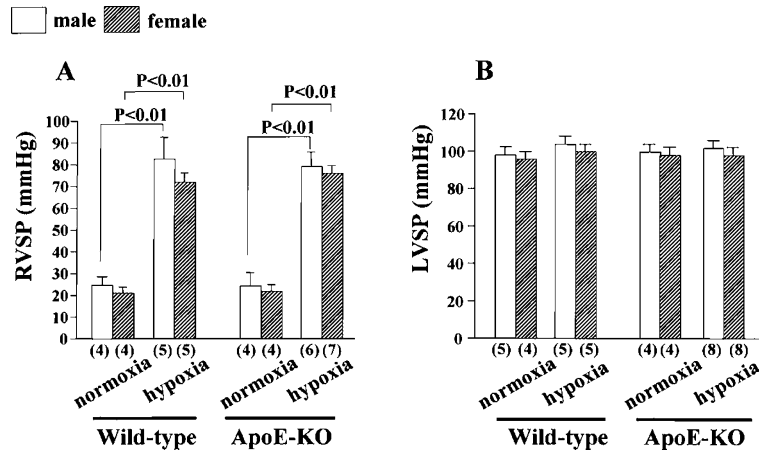 male female
A
P<0.01
P<0.01
P<0.01
P<0.01
RVSP (mmHg)
100
90
80
70
60
50
40
30
20
10
0
(4) (4) (5) (5) (4) (4) (6) (7)
normoxia hypoxia normoxia hypoxia
Wild-type ApoE-KO
B
LVSP (mmHg)
120
100
80
60
40
20
0
(5) (4) (5) (5) (4) (4) (8) (8)
normoxia hypoxia normoxia hypoxia
Wild-type ApoE-KO